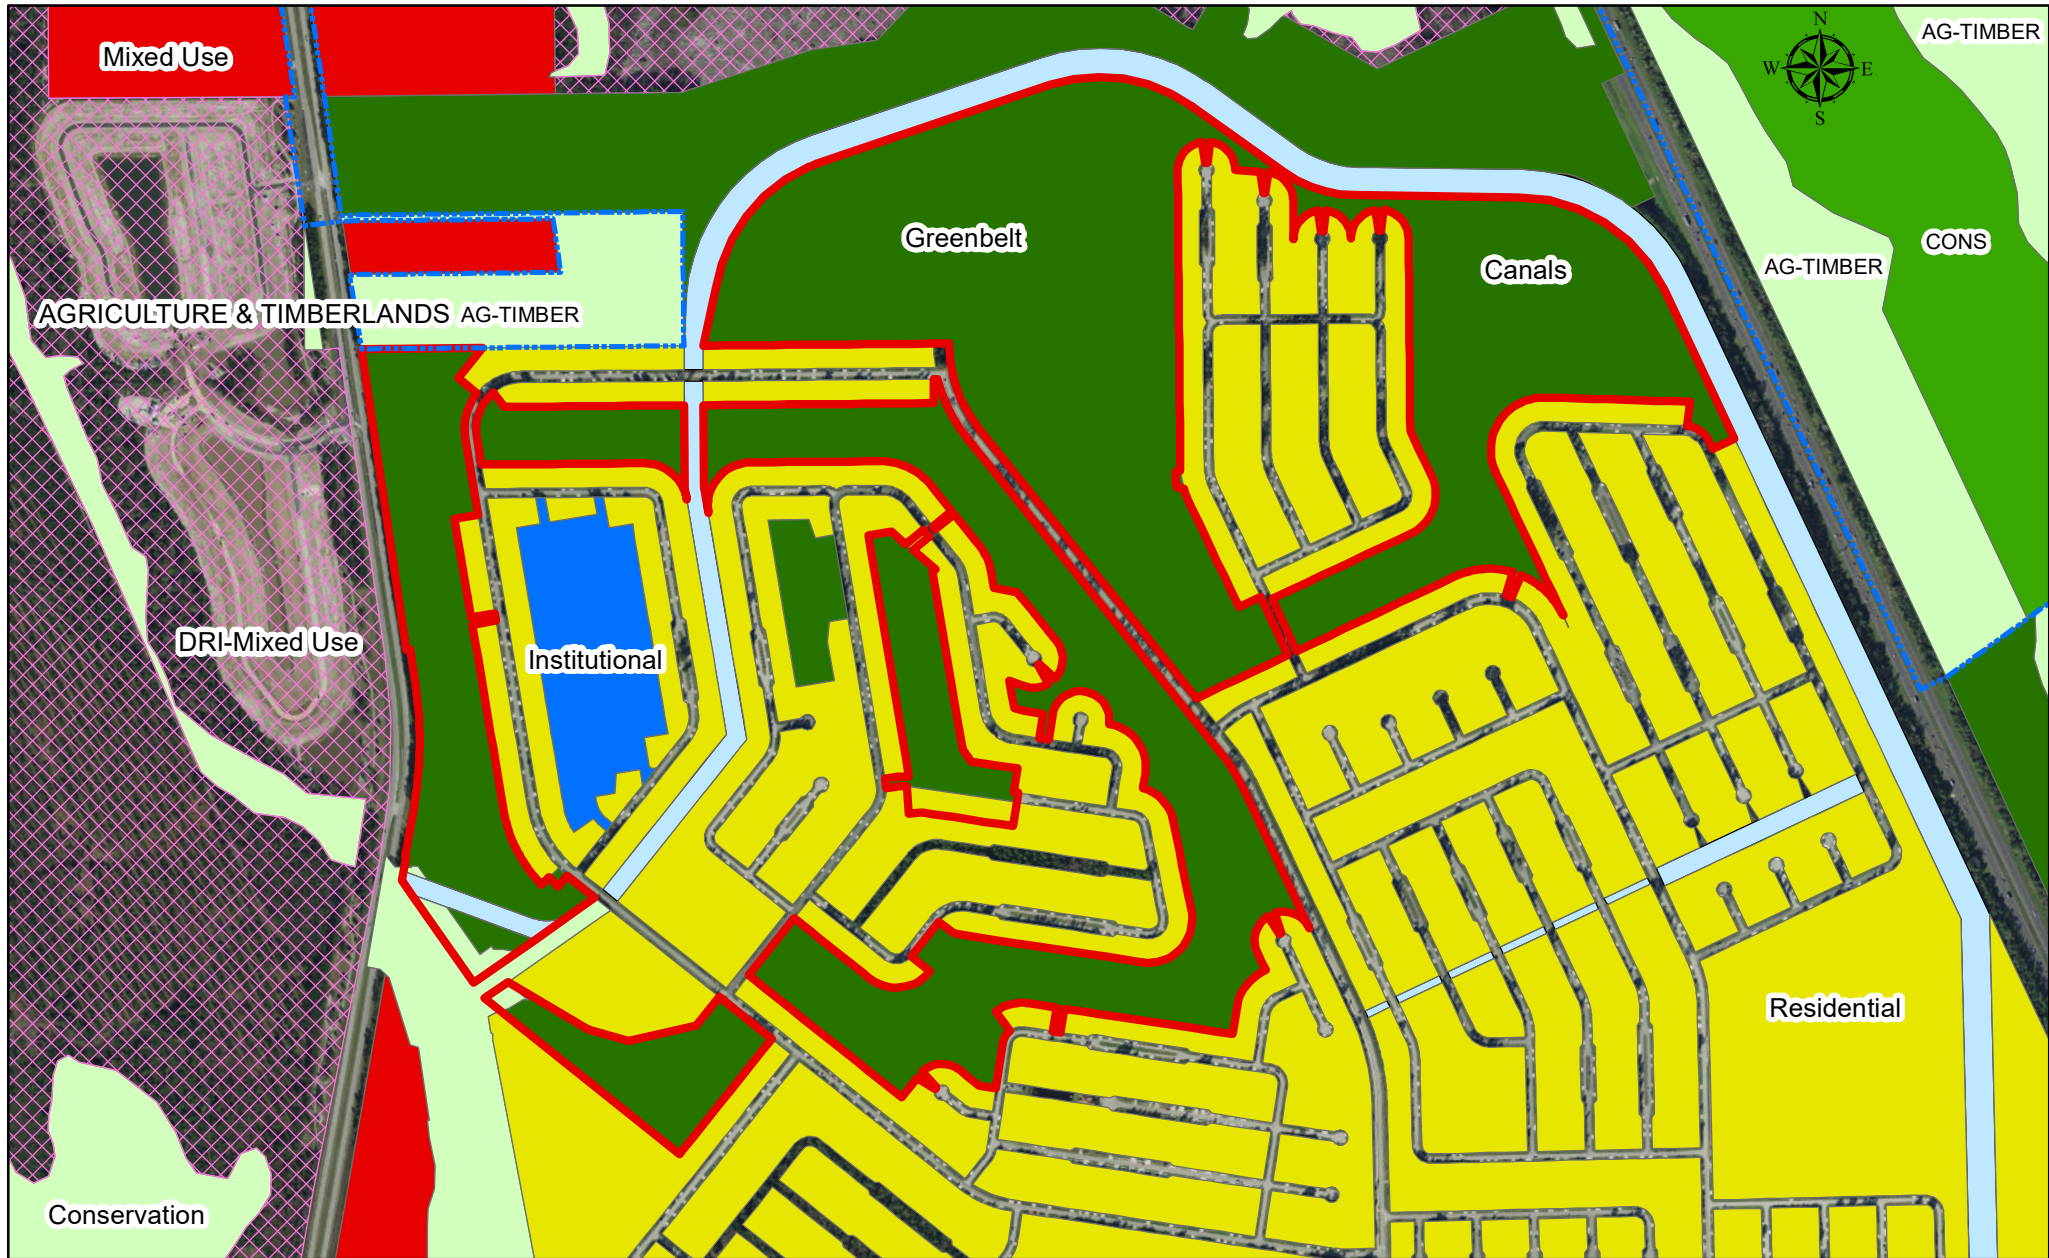 Mixed Use
AG-TIMBER
N
W E
S
Greenbelt
Canals
CONS
AG-TIMBER
AGRICULTURE & TIMBERLANDS AG-TIMBER
DRI-Mixed Use
Institutional
Residential
Conservation